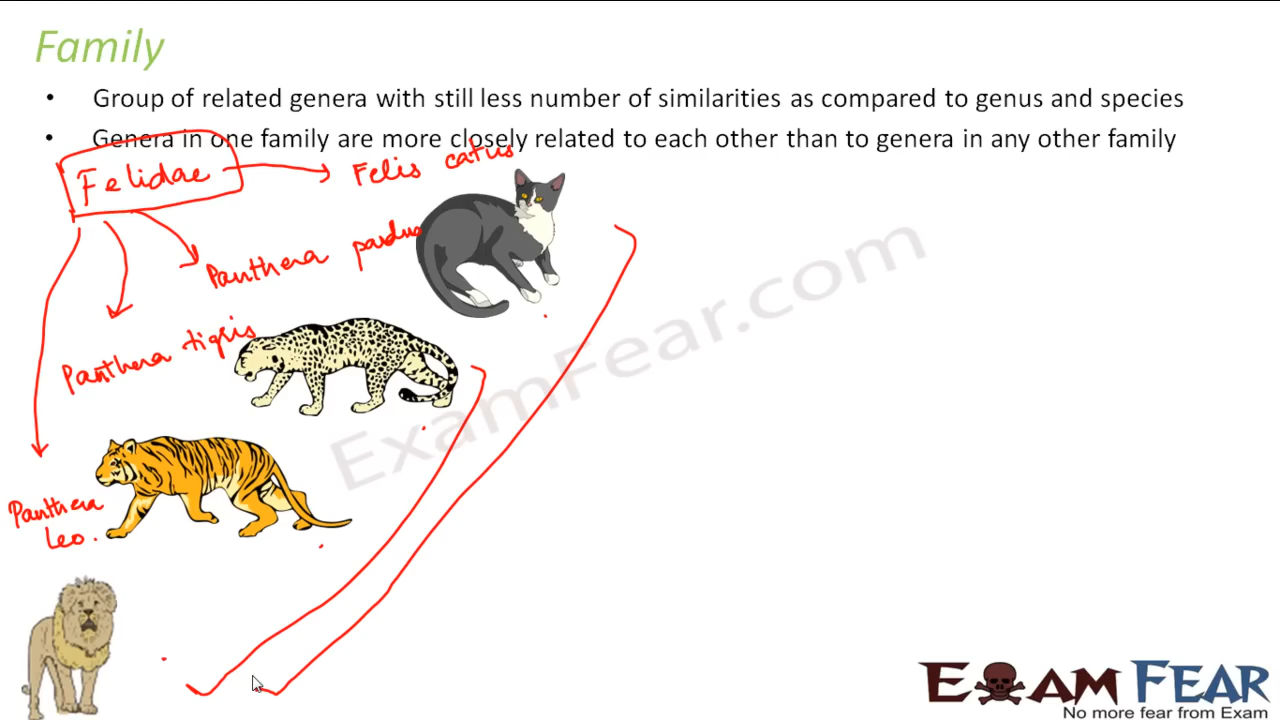 Family
• Group of related genera with still less number of similarities as compared to genus and species
• Genera in one family are more closely related to each other than to genera in any other family
Felidae
Felis catus
Panthera pardus
Panthera tigris
Panthera
Leo.
ExamFear.com
EXAM FEAR
No more fear from Exam